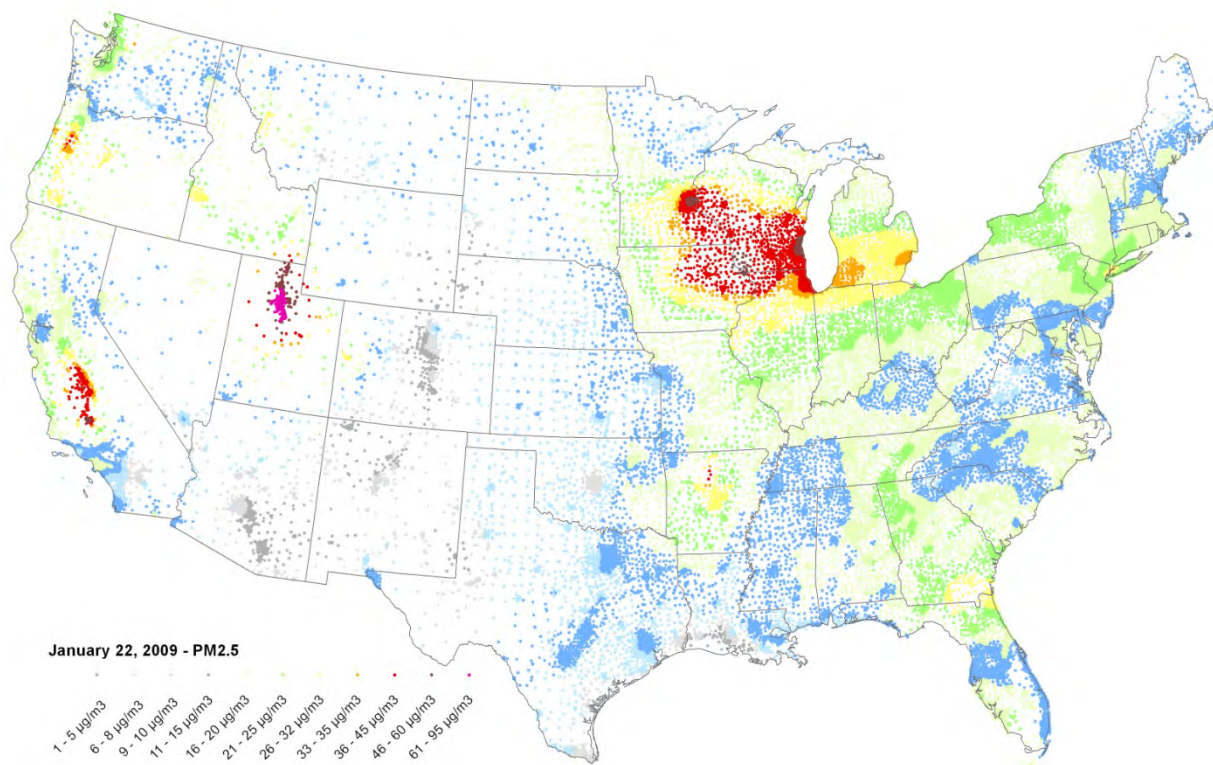 January 22, 2009 - PM2.5
1 - 5 µg/m3
6 - 8 µg/m3
9 - 10 µg/m3
11 - 15 µg/m3
16 - 20 µg/m3
21 - 25 µg/m3
26 - 32 µg/m3
33 - 35 µg/m3
36 - 45 µg/m3
46 - 60 µg/m3
61 - 95 µg/m3